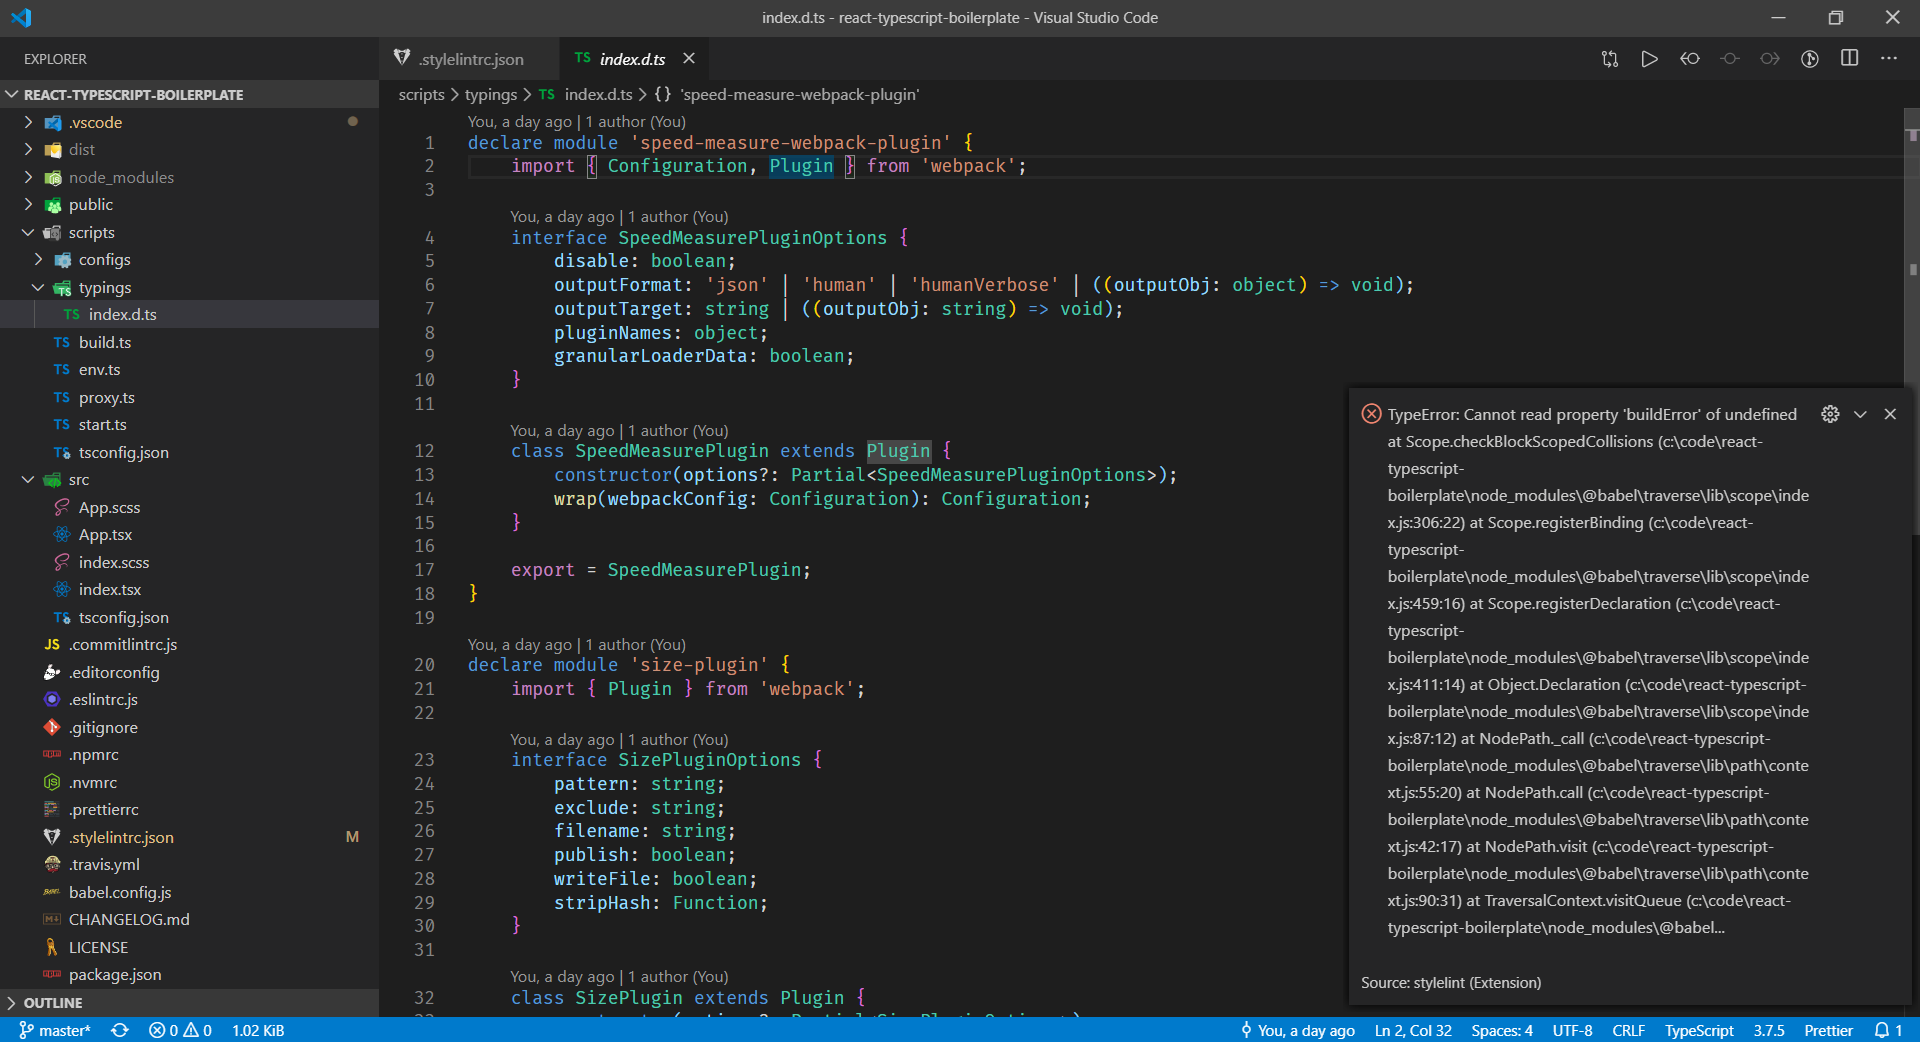 index.d.ts - react-typescript-boilerplate - Visual Studio Code
EXPLORER
REACT-TYPESCRIPT-BOILERPLATE
.vscode
dist
node_modules
public
scripts
configs
typings
TS index.d.ts
TS build.ts
TS env.ts
TS proxy.ts
TS start.ts
TS tsconfig.json
src
App.scss
App.tsx
index.scss
index.tsx
TS tsconfig.json
JS .commitlintrc.js
.editorconfig
.eslintrc.js
.gitignore
.npmrc
.nvmrc
.prettierrc
.stylelintrc.json M
.travis.yml
babel.config.js
CHANGELOG.md
LICENSE
package.json
OUTLINE
.stylelintrc.json
TS index.d.ts
scripts > typings > TS index.d.ts > {} 'speed-measure-webpack-plugin'
You, a day ago | 1 author (You)
1 declare module 'speed-measure-webpack-plugin' {
2 import { Configuration, Plugin } from 'webpack';
3
You, a day ago | 1 author (You)
4 interface SpeedMeasurePluginOptions {
5 disable: boolean;
6 outputFormat: 'json' | 'human' | 'humanVerbose' | ((outputObj: object) => void);
7 outputTarget: string | ((outputObj: string) => void);
8 pluginNames: object;
9 granularLoaderData: boolean;
10 }
11
You, a day ago | 1 author (You)
12 class SpeedMeasurePlugin extends Plugin {
13 constructor(options?: Partial<SpeedMeasurePluginOptions>);
14 wrap(webpackConfig: Configuration): Configuration;
15 }
16
17 export = SpeedMeasurePlugin;
18 }
19
You, a day ago | 1 author (You)
20 declare module 'size-plugin' {
21 import { Plugin } from 'webpack';
22
You, a day ago | 1 author (You)
23 interface SizePluginOptions {
24 pattern: string;
25 exclude: string;
26 filename: string;
27 publish: boolean;
28 writeFile: boolean;
29 stripHash: Function;
30 }
31
You, a day ago | 1 author (You)
32 class SizePlugin extends Plugin {
TypeError: Cannot read property 'buildError' of undefined
at Scope.checkBlockScopedCollisions (c:\code\react-
typescript-
boilerplate\node_modules\@babel\traverse\lib\scope\inde
x.js:306:22) at Scope.registerBinding (c:\code\react-
typescript-
boilerplate\node_modules\@babel\traverse\lib\scope\inde
x.js:459:16) at Scope.registerDeclaration (c:\code\react-
typescript-
boilerplate\node_modules\@babel\traverse\lib\scope\inde
x.js:411:14) at Object.Declaration (c:\code\react-typescript-
boilerplate\node_modules\@babel\traverse\lib\scope\inde
x.js:87:12) at NodePath._call (c:\code\react-typescript-
boilerplate\node_modules\@babel\traverse\lib\path\conte
xt.js:55:20) at NodePath.call (c:\code\react-typescript-
boilerplate\node_modules\@babel\traverse\lib\path\conte
xt.js:42:17) at NodePath.visit (c:\code\react-typescript-
boilerplate\node_modules\@babel\traverse\lib\path\conte
xt.js:90:31) at TraversalContext.visitQueue (c:\code\react-
typescript-boilerplate\node_modules\@babel...
Source: stylelint (Extension)
master* 0 0 1.02 KiB You, a day ago Ln 2, Col 32 Spaces: 4 UTF-8 CRLF TypeScript 3.7.5 Prettier 1